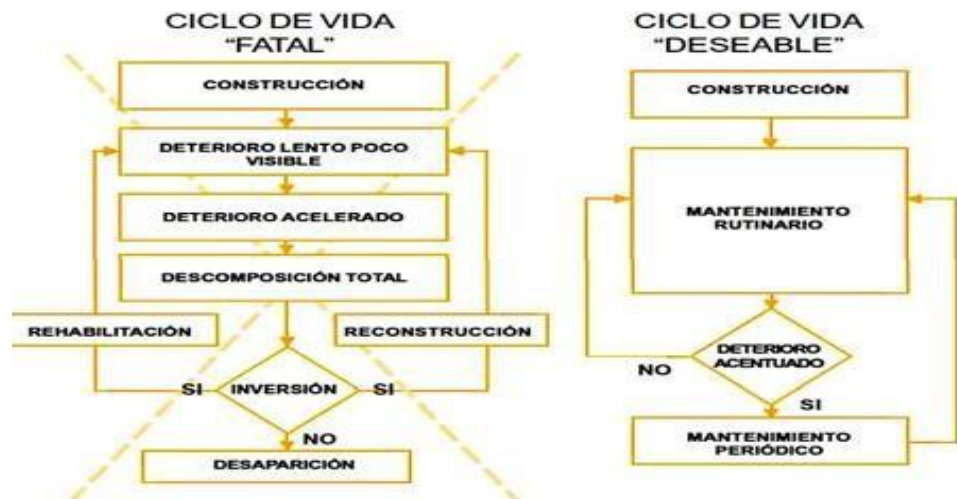 CICLO DE VIDA
“FATAL”
CONSTRUCCIÓN
DETERIORO LENTO POCO
VISIBLE
DETERIORO ACELERADO
DESCOMPOSICIÓN TOTAL
REHABILITACIÓN
RECONSTRUCCIÓN
SI
INVERSIÓN
SI
NO
DESAPARICIÓN
CICLO DE VIDA
“DESEABLE”
CONSTRUCCIÓN
MANTENIMIENTO
RUTINARIO
DETERIORO
ACENTUADO
NO
SI
MANTENIMIENTO
PERIÓDICO